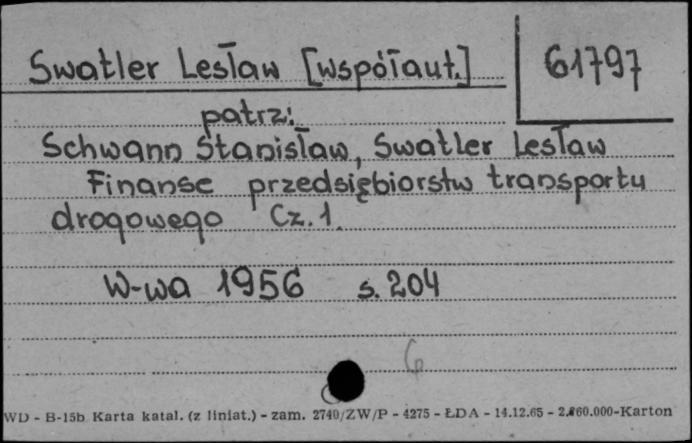 Swatler Lesław [współaut.] 61797
patrz:
Schwann Stanisław, Swatler Lesław
Finanse przedsiębiorstw transportu
drogowego Cz. 1.
W-wa 1956 s. 204
6
WD - B-15b Karta katal. (z liniat.) - zam. 2740/ZW/P - 4275 - ŁDA - 14.12.65 - 2.860.000-Karton